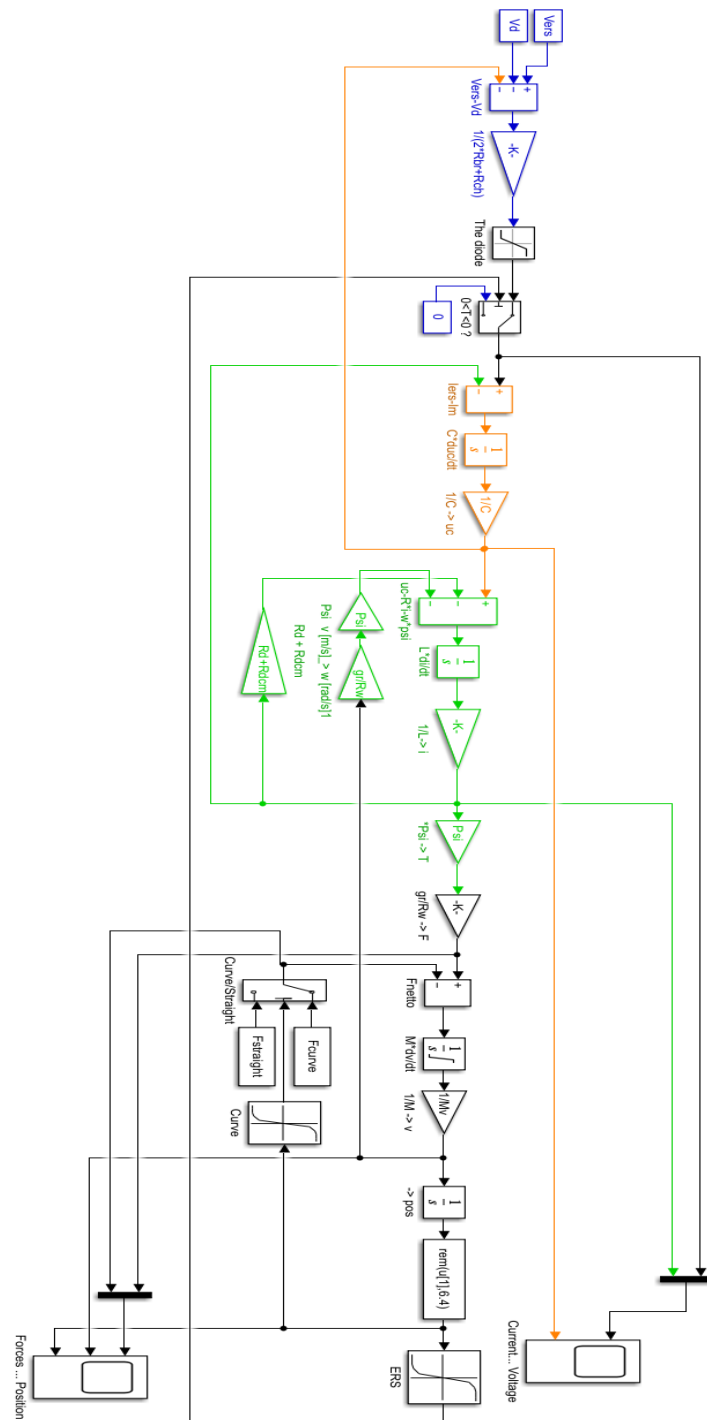 Vers
Vd
+
−
−
Vers-Vd
-K-
1/(2*Rbr+Rch)
The diode
0<T<0 ?
0
+
−
Iers-Im
1
s
C*duc/dt
1/C
1/C -> uc
+
−
−
uc-R*i-w*psi
1
s
L*di/dt
-K-
1/L-> i
Psi
gr/Rw
Psi v [m/s]_> w [rad/s]1
Rd+Rdcm
Rd + Rdcm
Psi
*Psi -> T
-K-
gr/Rw -> F
+
−
Fnetto
1
s
M*dv/dt
1/Mv
1/M -> v
Curve/Straight
Fcurve
Fstraight
Curve
1
s
-> pos
rem(u[1],6.4)
ERS
Current... Voltage
Forces ... Position